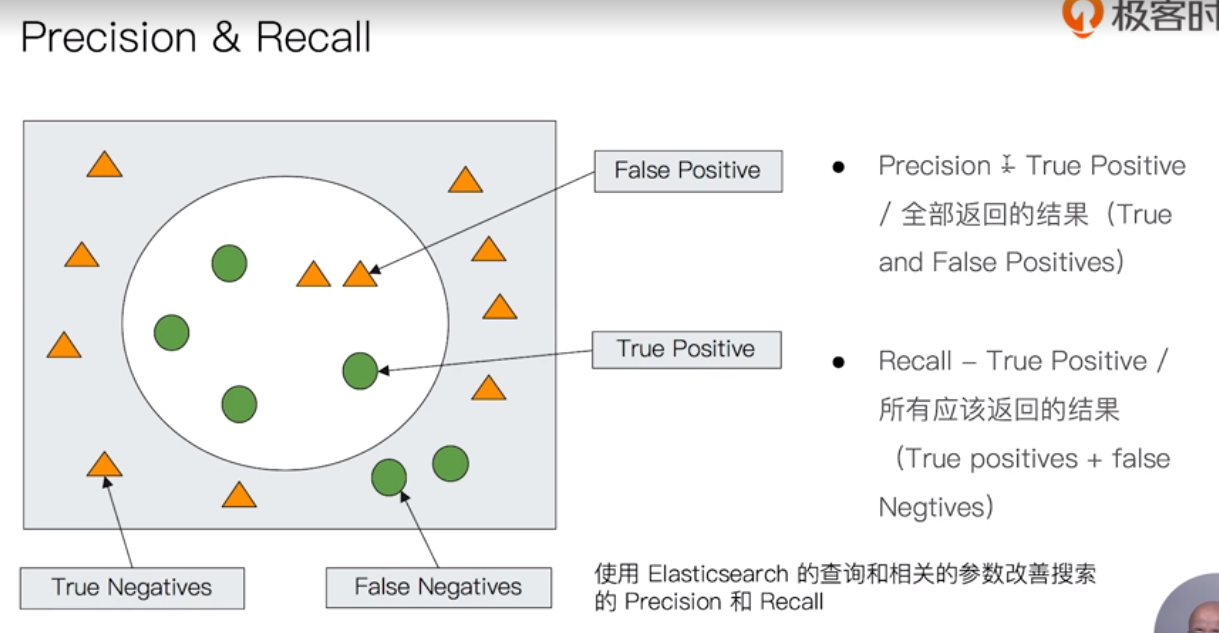 Precision & Recall
极客时
False Positive
True Positive
True Negatives
False Negatives
● Precision – True Positive
/ 全部返回的结果（True
and False Positives）
● Recall – True Positive /
所有应该返回的结果
（True positives + false
Negtives）
使用 Elasticsearch 的查询和相关的参数改善搜索
的 Precision 和 Recall